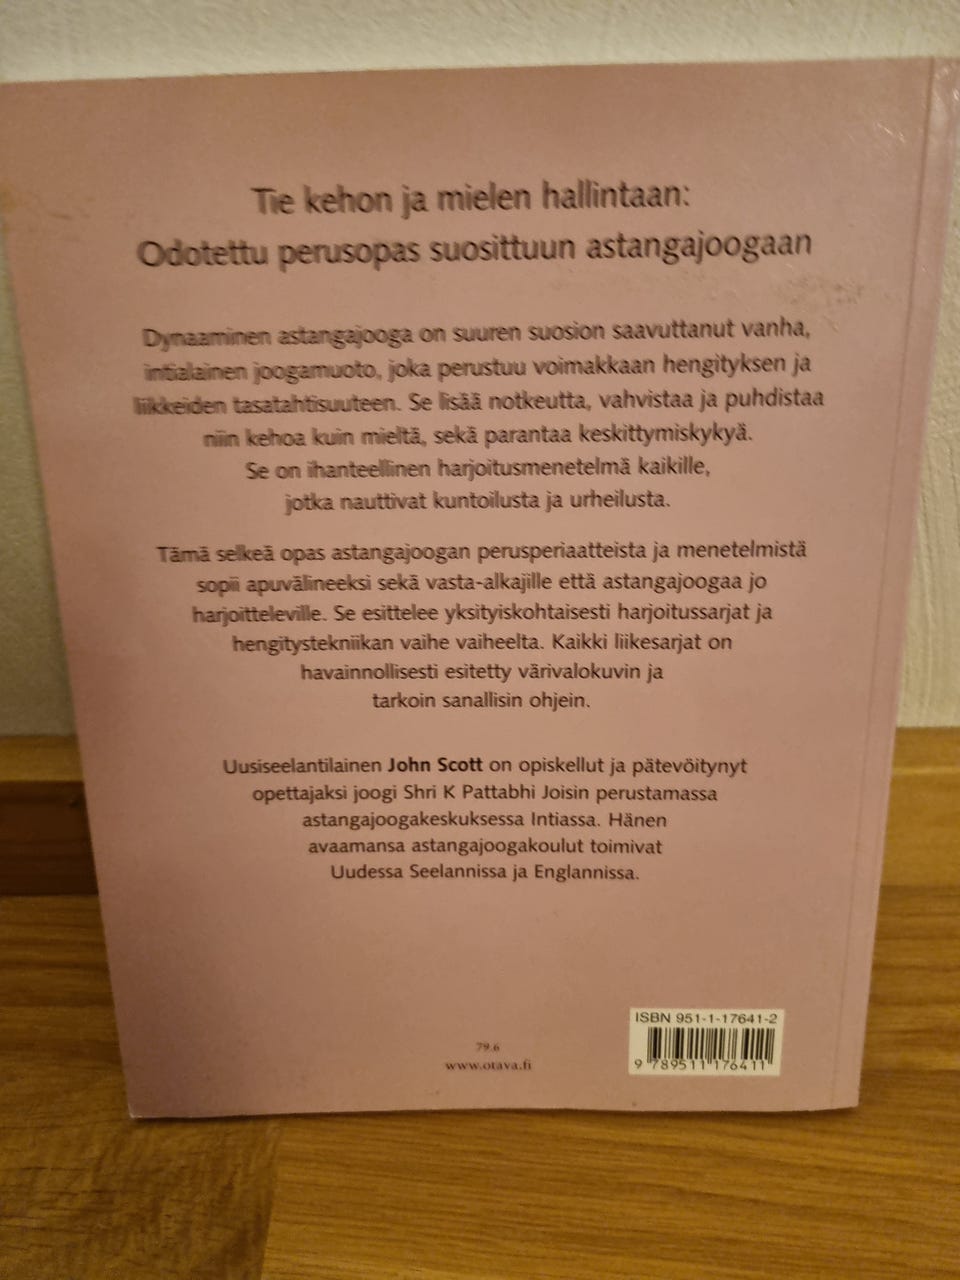 Tie kehon ja mielen hallintaan:
Odotettu perusopas suosittuun astangajoogaan
Dynaaminen astangajooga on suuren suosion saavuttanut vanha,
intialainen joogamuoto, joka perustuu voimakkaan hengityksen ja
liikkeiden tasatahtisuuteen. Se lisää notkeutta, vahvistaa ja puhdistaa
niin kehoa kuin mieltä, sekä parantaa keskittymiskykyä.
Se on ihanteellinen harjoitusmenetelmä kaikille,
jotka nauttivat kuntoilusta ja urheilusta.
Tämä selkeä opas astangajoogan perusperiaatteista ja menetelmistä
sopii apuvälineeksi sekä vasta-alkajille että astangajoogaa jo
harjoitteleville. Se esittelee yksityiskohtaisesti harjoitussarjat ja
hengitystekniikan vaihe vaiheelta. Kaikki liikesarjat on
havainnollisesti esitetty värivalokuvin ja
tarkoin sanallisin ohjein.
Uusiseelantilainen John Scott on opiskellut ja pätevöitynyt
opettajaksi joogi Shri K Pattabhi Joisin perustamassa
astangajoogakeskuksessa Intiassa. Hänen
avaamansa astangajoogakoulut toimivat
Uudessa Seelannissa ja Englannissa.
79.6
www.otava.fi
ISBN 951-1-17641-2
9 789511 176411